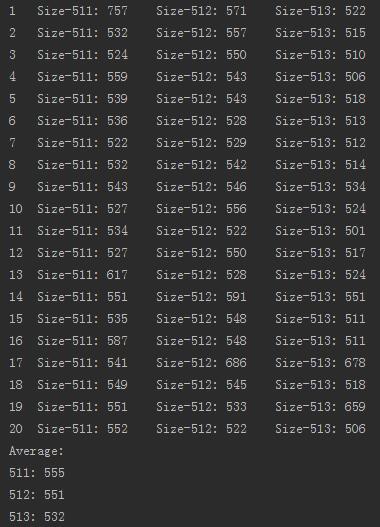 1 Size-511: 757 Size-512: 571 Size-513: 522
2 Size-511: 532 Size-512: 557 Size-513: 515
3 Size-511: 524 Size-512: 550 Size-513: 510
4 Size-511: 559 Size-512: 543 Size-513: 506
5 Size-511: 539 Size-512: 543 Size-513: 518
6 Size-511: 536 Size-512: 528 Size-513: 513
7 Size-511: 522 Size-512: 529 Size-513: 512
8 Size-511: 532 Size-512: 542 Size-513: 514
9 Size-511: 543 Size-512: 546 Size-513: 534
10 Size-511: 527 Size-512: 556 Size-513: 524
11 Size-511: 534 Size-512: 522 Size-513: 501
12 Size-511: 527 Size-512: 550 Size-513: 517
13 Size-511: 617 Size-512: 528 Size-513: 524
14 Size-511: 551 Size-512: 591 Size-513: 551
15 Size-511: 535 Size-512: 548 Size-513: 511
16 Size-511: 587 Size-512: 548 Size-513: 511
17 Size-511: 541 Size-512: 686 Size-513: 678
18 Size-511: 549 Size-512: 545 Size-513: 518
19 Size-511: 551 Size-512: 533 Size-513: 659
20 Size-511: 552 Size-512: 522 Size-513: 506
Average:
511: 555
512: 551
513: 532